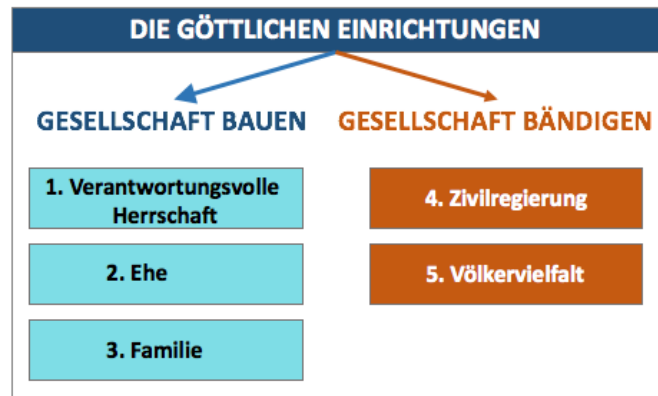 DIE GÖTTLICHEN EINRICHTUNGEN
GESELLSCHAFT BAUEN
1. Verantwortungsvolle
Herrschaft
2. Ehe
3. Familie
GESELLSCHAFT BÄNDIGEN
4. Zivilregierung
5. Völkervielfalt